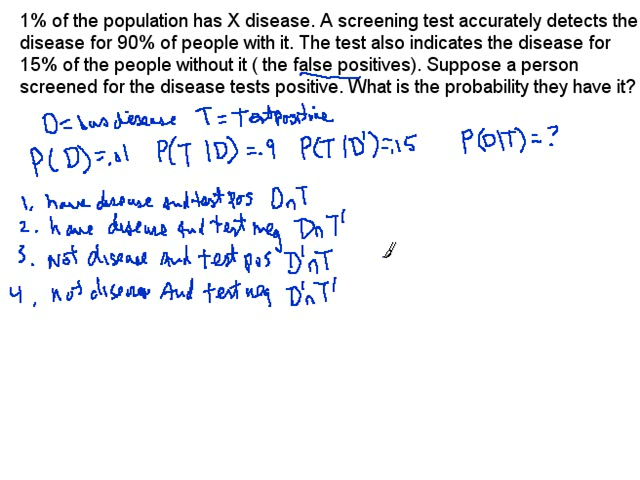 1% of the population has X disease. A screening test accurately detects the
disease for 90% of people with it. The test also indicates the disease for
15% of the people without it ( the false positives). Suppose a person
screened for the disease tests positive. What is the probability they have it?
D=has disease T=Test positive
P(D)=.01 P(T|D)=.9 P(T|D')=.15 P(D|T)=?
1. have disease and test pos D∩T
2. have disease and test neg D∩T'
3. Not disease and test pos D'∩T
4. not disease And test neg D'∩T'